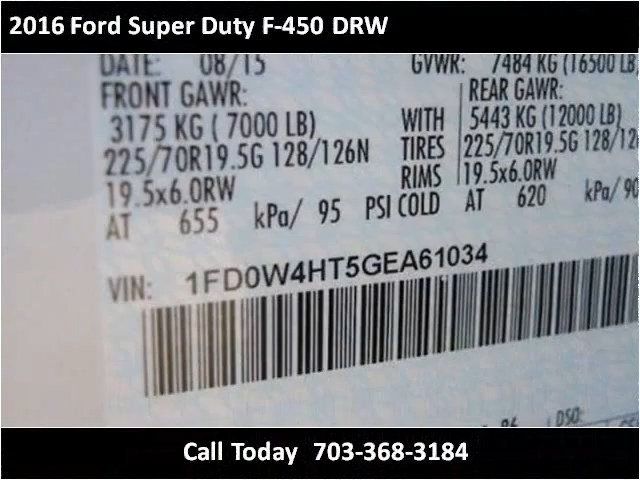 2016 Ford Super Duty F-450 DRW
DATE: 08/15 GVWR: 7484 KG (16500 LB
FRONT GAWR: REAR GAWR:
3175 KG ( 7000 LB) WITH 5443 KG (12000 LB)
225/70R19.5G 128/126N TIRES 225/70R19.5G 128/12
19.5x6.0RW RIMS 19.5x6.0RW
AT 655 kPa/ 95 PSI COLD AT 620 kPa/ 90
VIN: 1FD0W4HT5GEA61034
DSO:
Call Today 703-368-3184